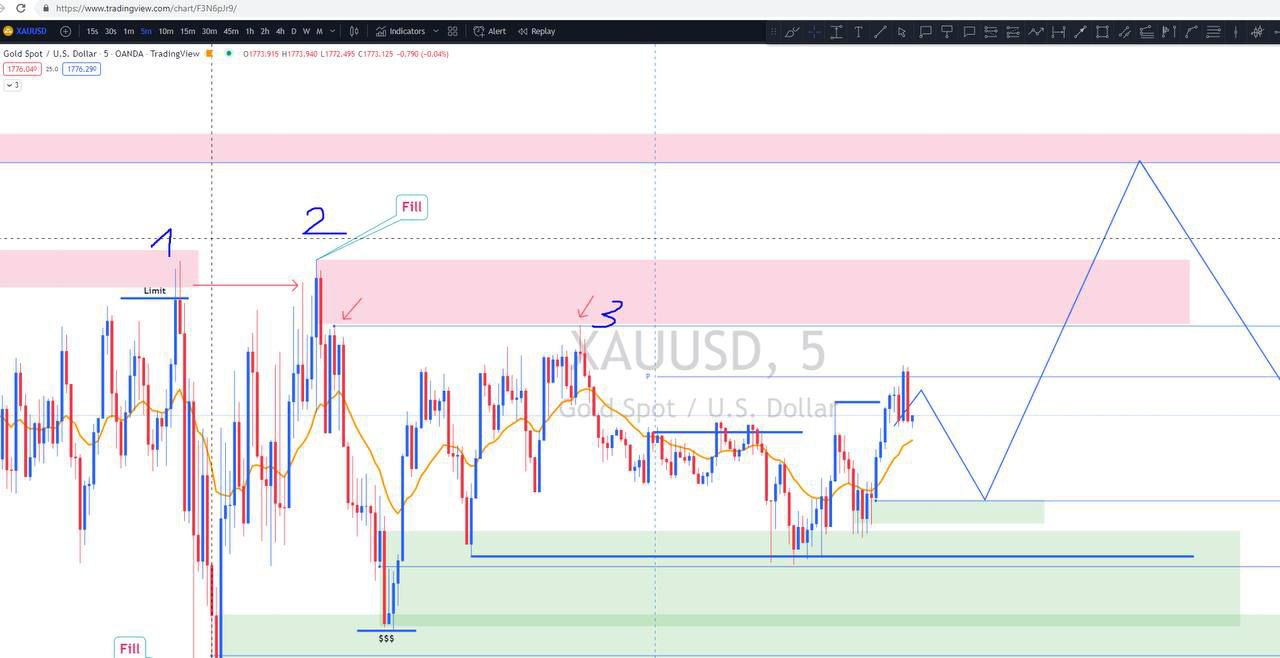 https://www.tradingview.com/chart/F3N6pJr9/
XAUUSD 15s 30s 1m 5m 10m 15m 30m 45m 1h 2h 4h D W M Indicators Alert Replay
Gold Spot / U.S. Dollar · 5 · OANDA · TradingView O1773.915 H1773.940 L1772.495 C1773.125 −0.790 (−0.04%)
1776.040 25.0 1776.290
3
Fill
2
1
Limit
3
XAUUSD, 5
P
Gold Spot / U.S. Dollar
$$$
Fill